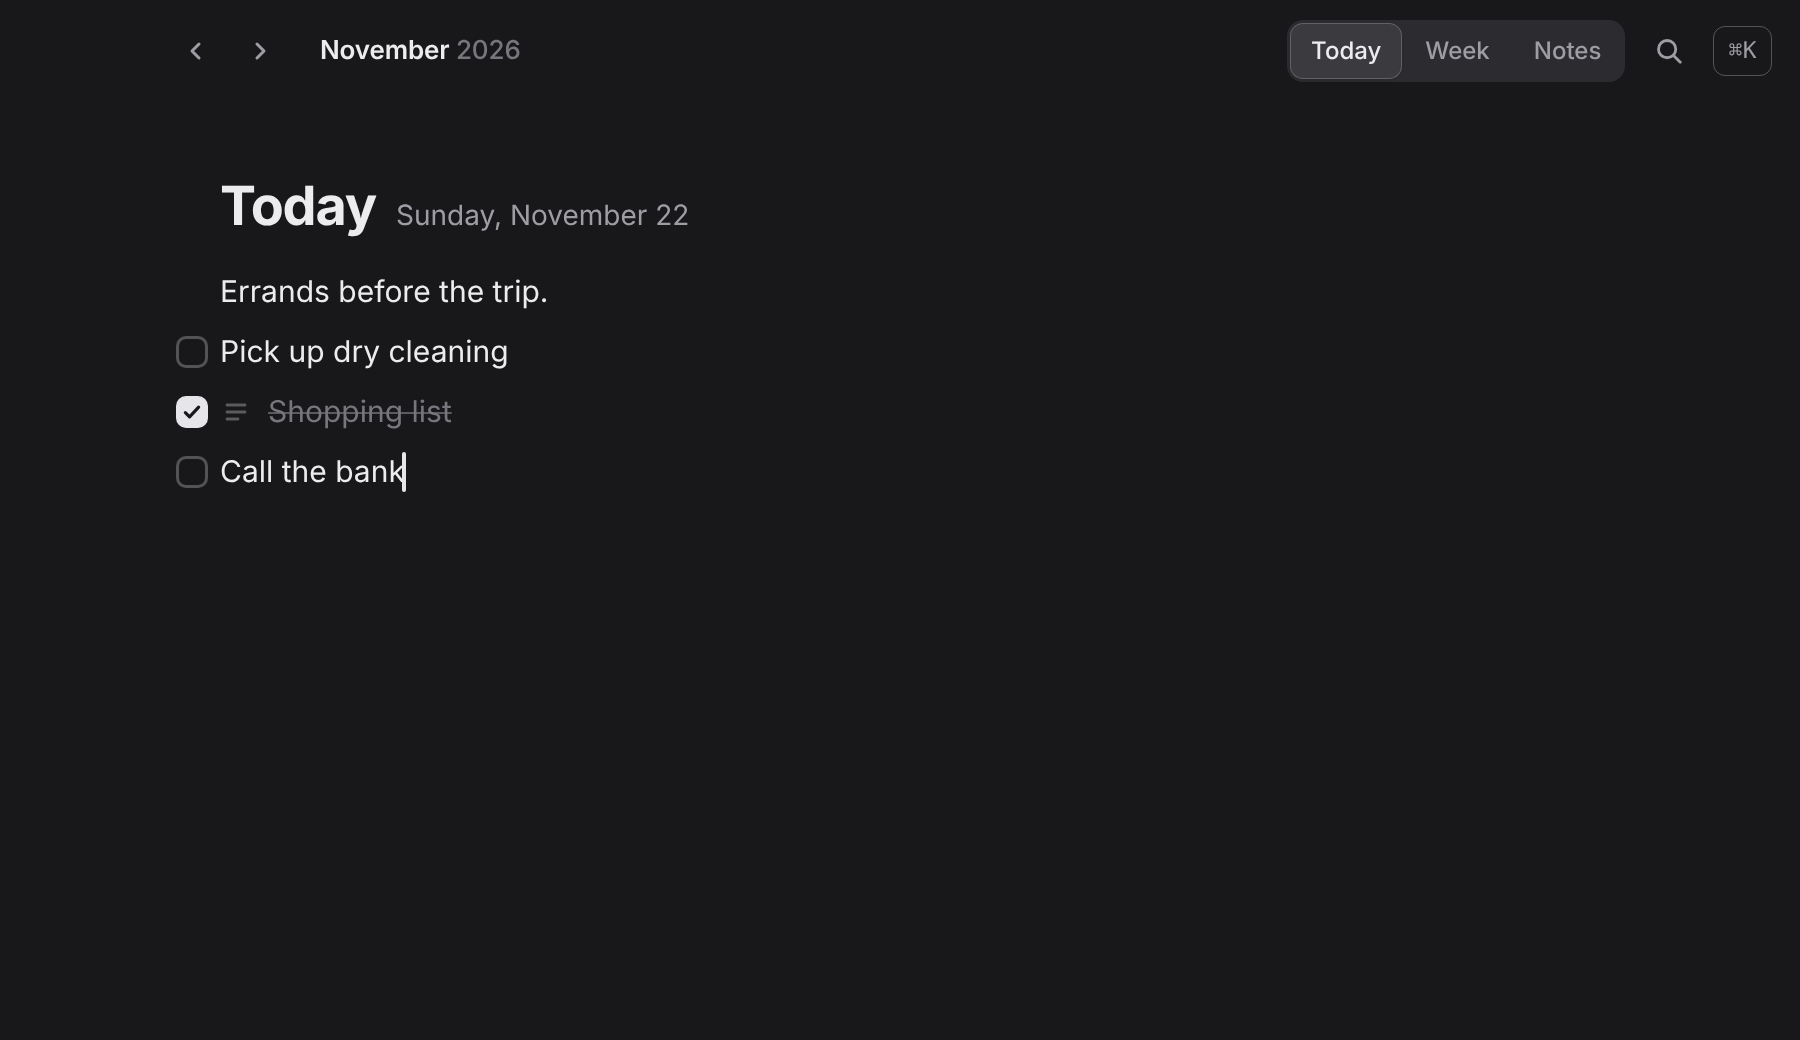 November 2026
Today
Week
Notes
⌘K
Today Sunday, November 22
Errands before the trip.
Pick up dry cleaning
Shopping list
Call the bank